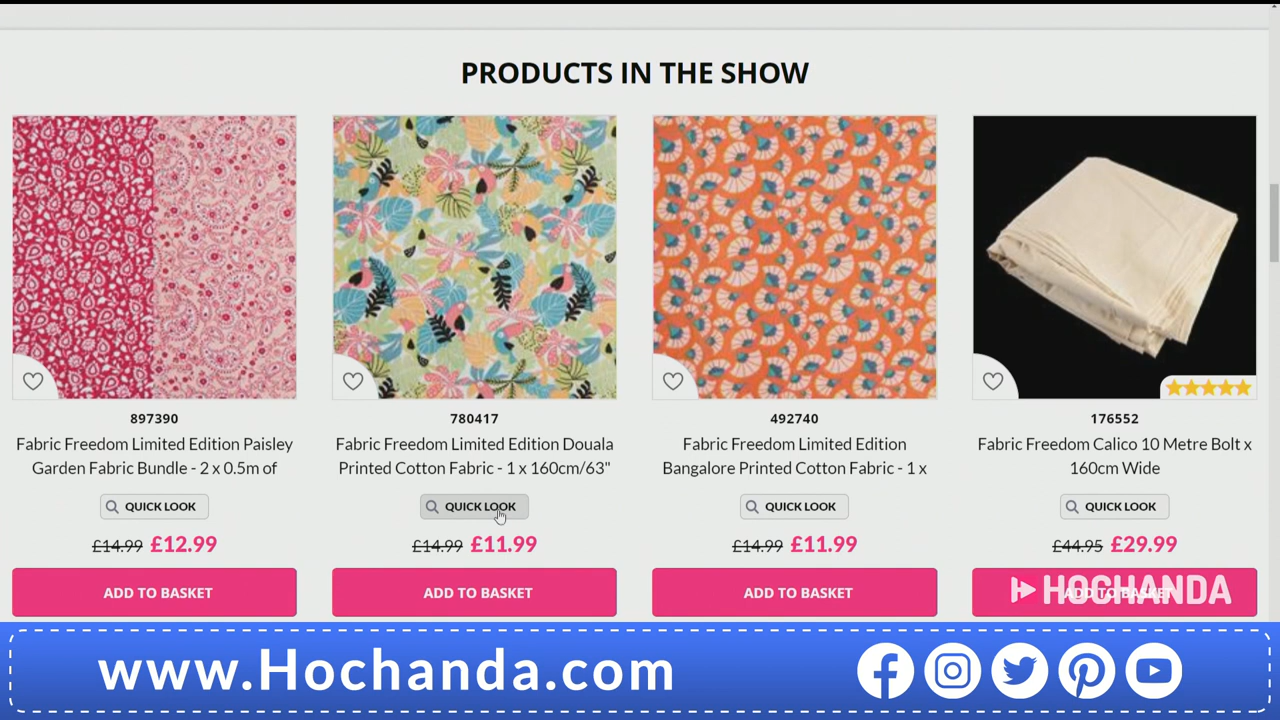 PRODUCTS IN THE SHOW
897390
Fabric Freedom Limited Edition Paisley
Garden Fabric Bundle - 2 x 0.5m of
QUICK LOOK
£14.99 £12.99
ADD TO BASKET
780417
Fabric Freedom Limited Edition Douala
Printed Cotton Fabric - 1 x 160cm/63"
QUICK LOOK
£14.99 £11.99
ADD TO BASKET
492740
Fabric Freedom Limited Edition
Bangalore Printed Cotton Fabric - 1 x
QUICK LOOK
£14.99 £11.99
ADD TO BASKET
176552
Fabric Freedom Calico 10 Metre Bolt x
160cm Wide
QUICK LOOK
£44.95 £29.99
ADD TO BASKET
HOCHANDA
www.Hochanda.com